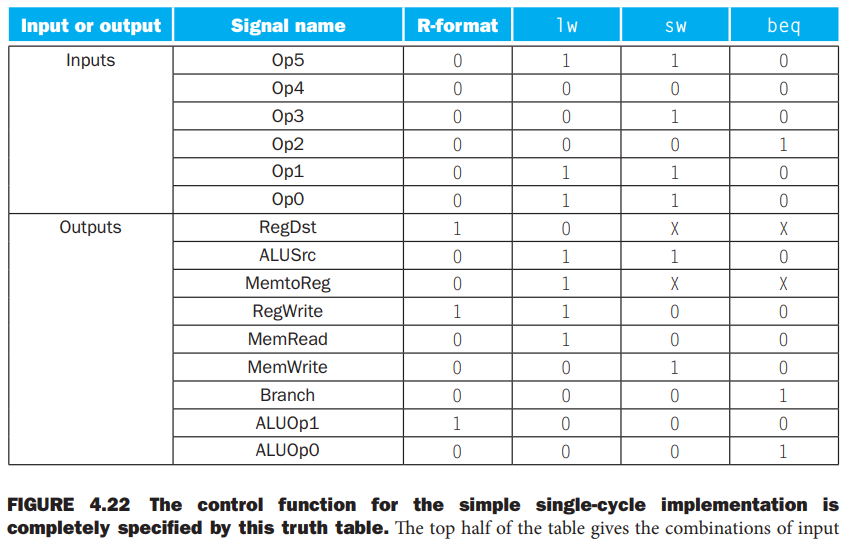 Input or output Signal name R-format lw sw beq
Inputs Op5 0 1 1 0
Op4 0 0 0 0
Op3 0 0 1 0
Op2 0 0 0 1
Op1 0 1 1 0
Op0 0 1 1 0
Outputs RegDst 1 0 X X
ALUSrc 0 1 1 0
MemtoReg 0 1 X X
RegWrite 1 1 0 0
MemRead 0 1 0 0
MemWrite 0 0 1 0
Branch 0 0 0 1
ALUOp1 1 0 0 0
ALUOp0 0 0 0 1
FIGURE 4.22 The control function for the simple single-cycle implementation is
completely specified by this truth table. The top half of the table gives the combinations of input